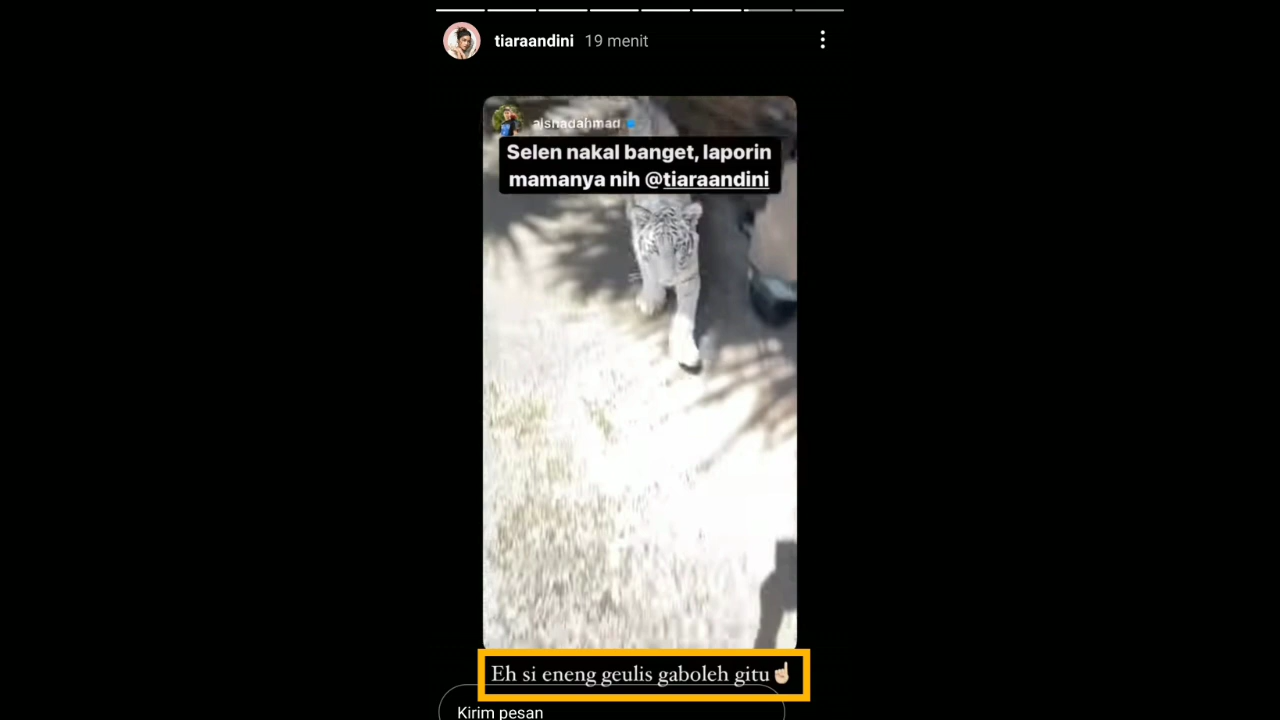 tiaraandini 19 menit
alshadahmad
Selen nakal banget, laporin
mamanya nih @tiaraandini
Eh si eneng geulis gaboleh gitu☝🏼
Kirim pesan